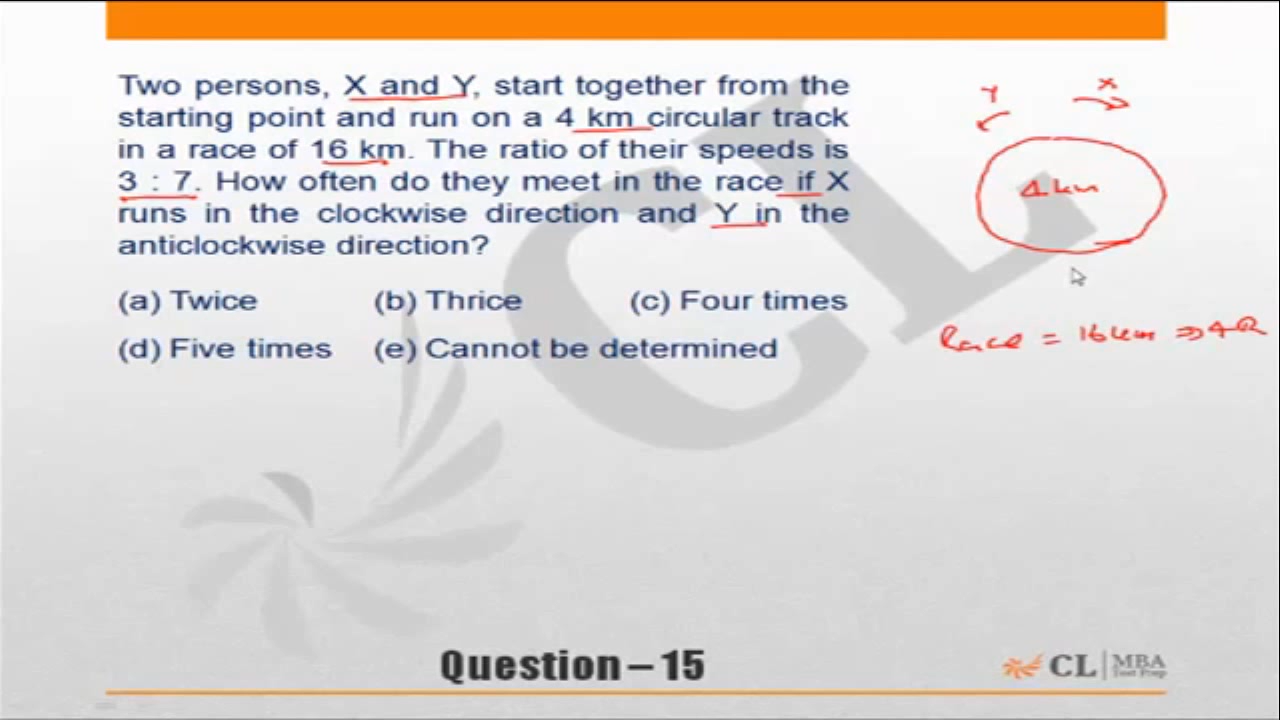 Two persons, X and Y, start together from the
starting point and run on a 4 km circular track
in a race of 16 km. The ratio of their speeds is
3 : 7. How often do they meet in the race if X
runs in the clockwise direction and Y in the
anticlockwise direction?
(a) Twice (b) Thrice (c) Four times
(d) Five times (e) Cannot be determined
Y X
4 km
Race = 16 km ⇒ 4R
CL
Question – 15
CL MBA
Test Prep